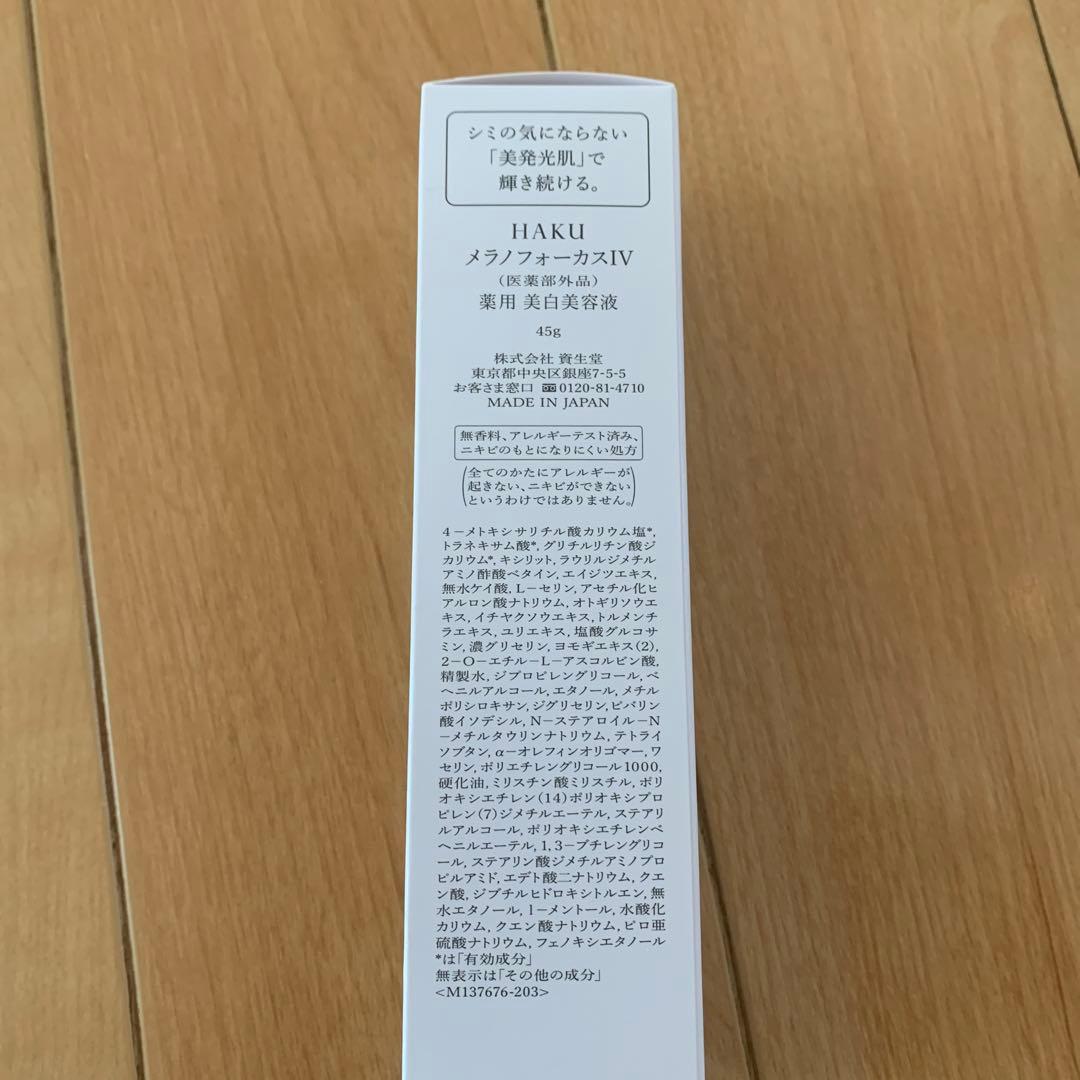 シミの気にならない
「美発光肌」で
輝き続ける。
HAKU
メラノフォーカスIV
（医薬部外品）
薬用 美白美容液
45g
株式会社 資生堂
東京都中央区銀座7-5-5
お客さま窓口 0120-81-4710
MADE IN JAPAN
無香料、アレルギーテスト済み、
ニキビのもとになりにくい処方
（全てのかたにアレルギーが
起きない、ニキビができない
というわけではありません。）
4－メトキシサリチル酸カリウム塩*,
トラネキサム酸*, グリチルリチン酸ジ
カリウム*, キシリット, ラウリルジメチル
アミノ酢酸ベタイン, エイジツエキス,
無水ケイ酸, L－セリン, アセチル化ヒ
アルロン酸ナトリウム, オトギリソウエ
キス, イチヤクソウエキス, トルメンチ
ラエキス, ユリエキス, 塩酸グルコサ
ミン, 濃グリセリン, ヨモギエキス(2),
2－O－エチル－L－アスコルビン酸,
精製水, ジプロピレングリコール, ベ
ヘニルアルコール, エタノール, メチル
ポリシロキサン, ジグリセリン, ピバリン
酸イソデシル, N－ステアロイル－N
－メチルタウリンナトリウム, テトライ
ソブタン, α－オレフィンオリゴマー, ワ
セリン, ポリエチレングリコール1000,
硬化油, ミリスチン酸ミリスチル, ポリ
オキシエチレン(14)ポリオキシプロ
ピレン(7)ジメチルエーテル, ステアリ
ルアルコール, ポリオキシエチレンベ
ヘニルエーテル, 1,3－ブチレングリコ
ール, ステアリン酸ジメチルアミノプロ
ピルアミド, エデト酸二ナトリウム, クエ
ン酸, ジブチルヒドロキシトルエン, 無
水エタノール, l－メントール, 水酸化
カリウム, クエン酸ナトリウム, ピロ亜
硫酸ナトリウム, フェノキシエタノール
*は「有効成分」
無表示は「その他の成分」
<M137676-203>